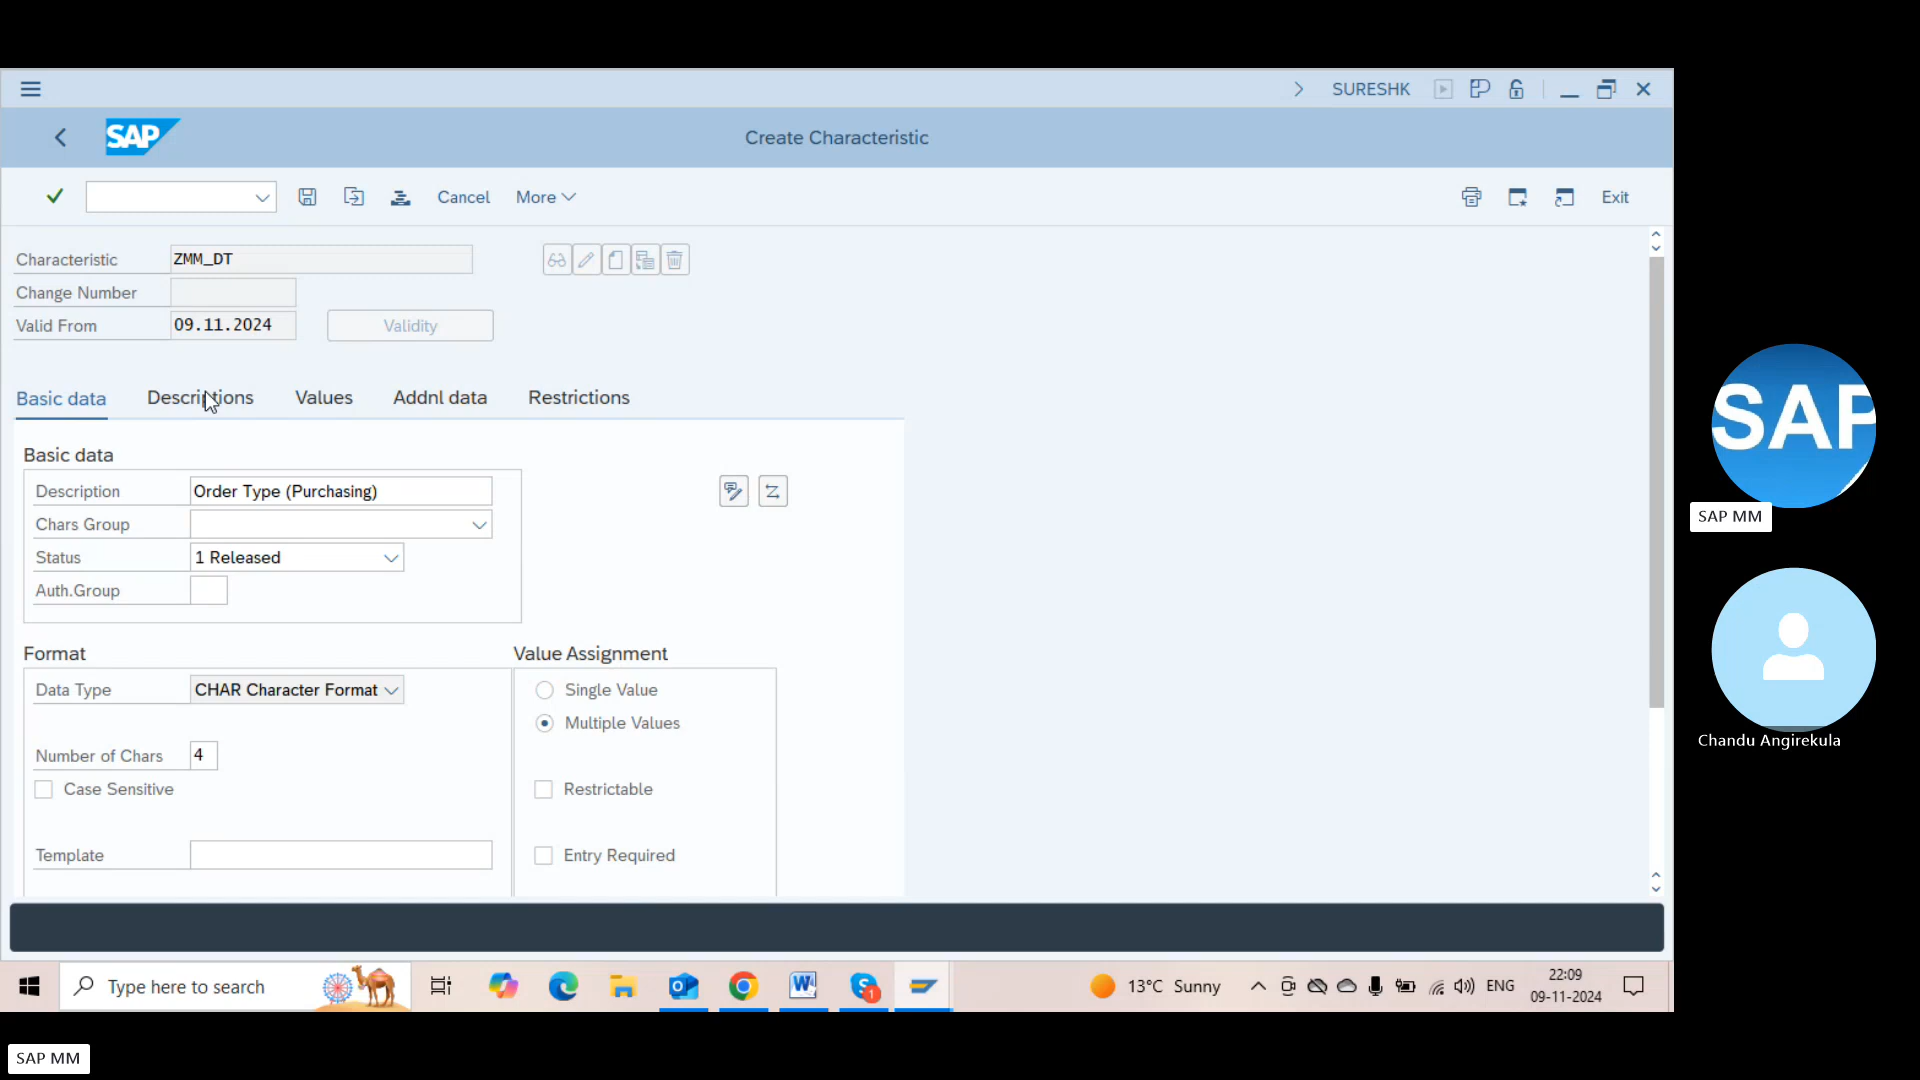 SURESHK
SAP
Create Characteristic
Cancel
More
Exit
Characteristic
ZMM_DT
Change Number
Valid From
09.11.2024
Validity
Basic data
Descriptions
Values
Addnl data
Restrictions
Basic data
Description
Order Type (Purchasing)
Chars Group
Status
1 Released
Auth.Group
Format
Value Assignment
Data Type
CHAR Character Format
Single Value
Multiple Values
Number of Chars
4
Case Sensitive
Restrictable
Template
Entry Required
SAP
SAP MM
Chandu Angirekula
Type here to search
1
13°C Sunny
ENG
22:09
09-11-2024
SAP MM